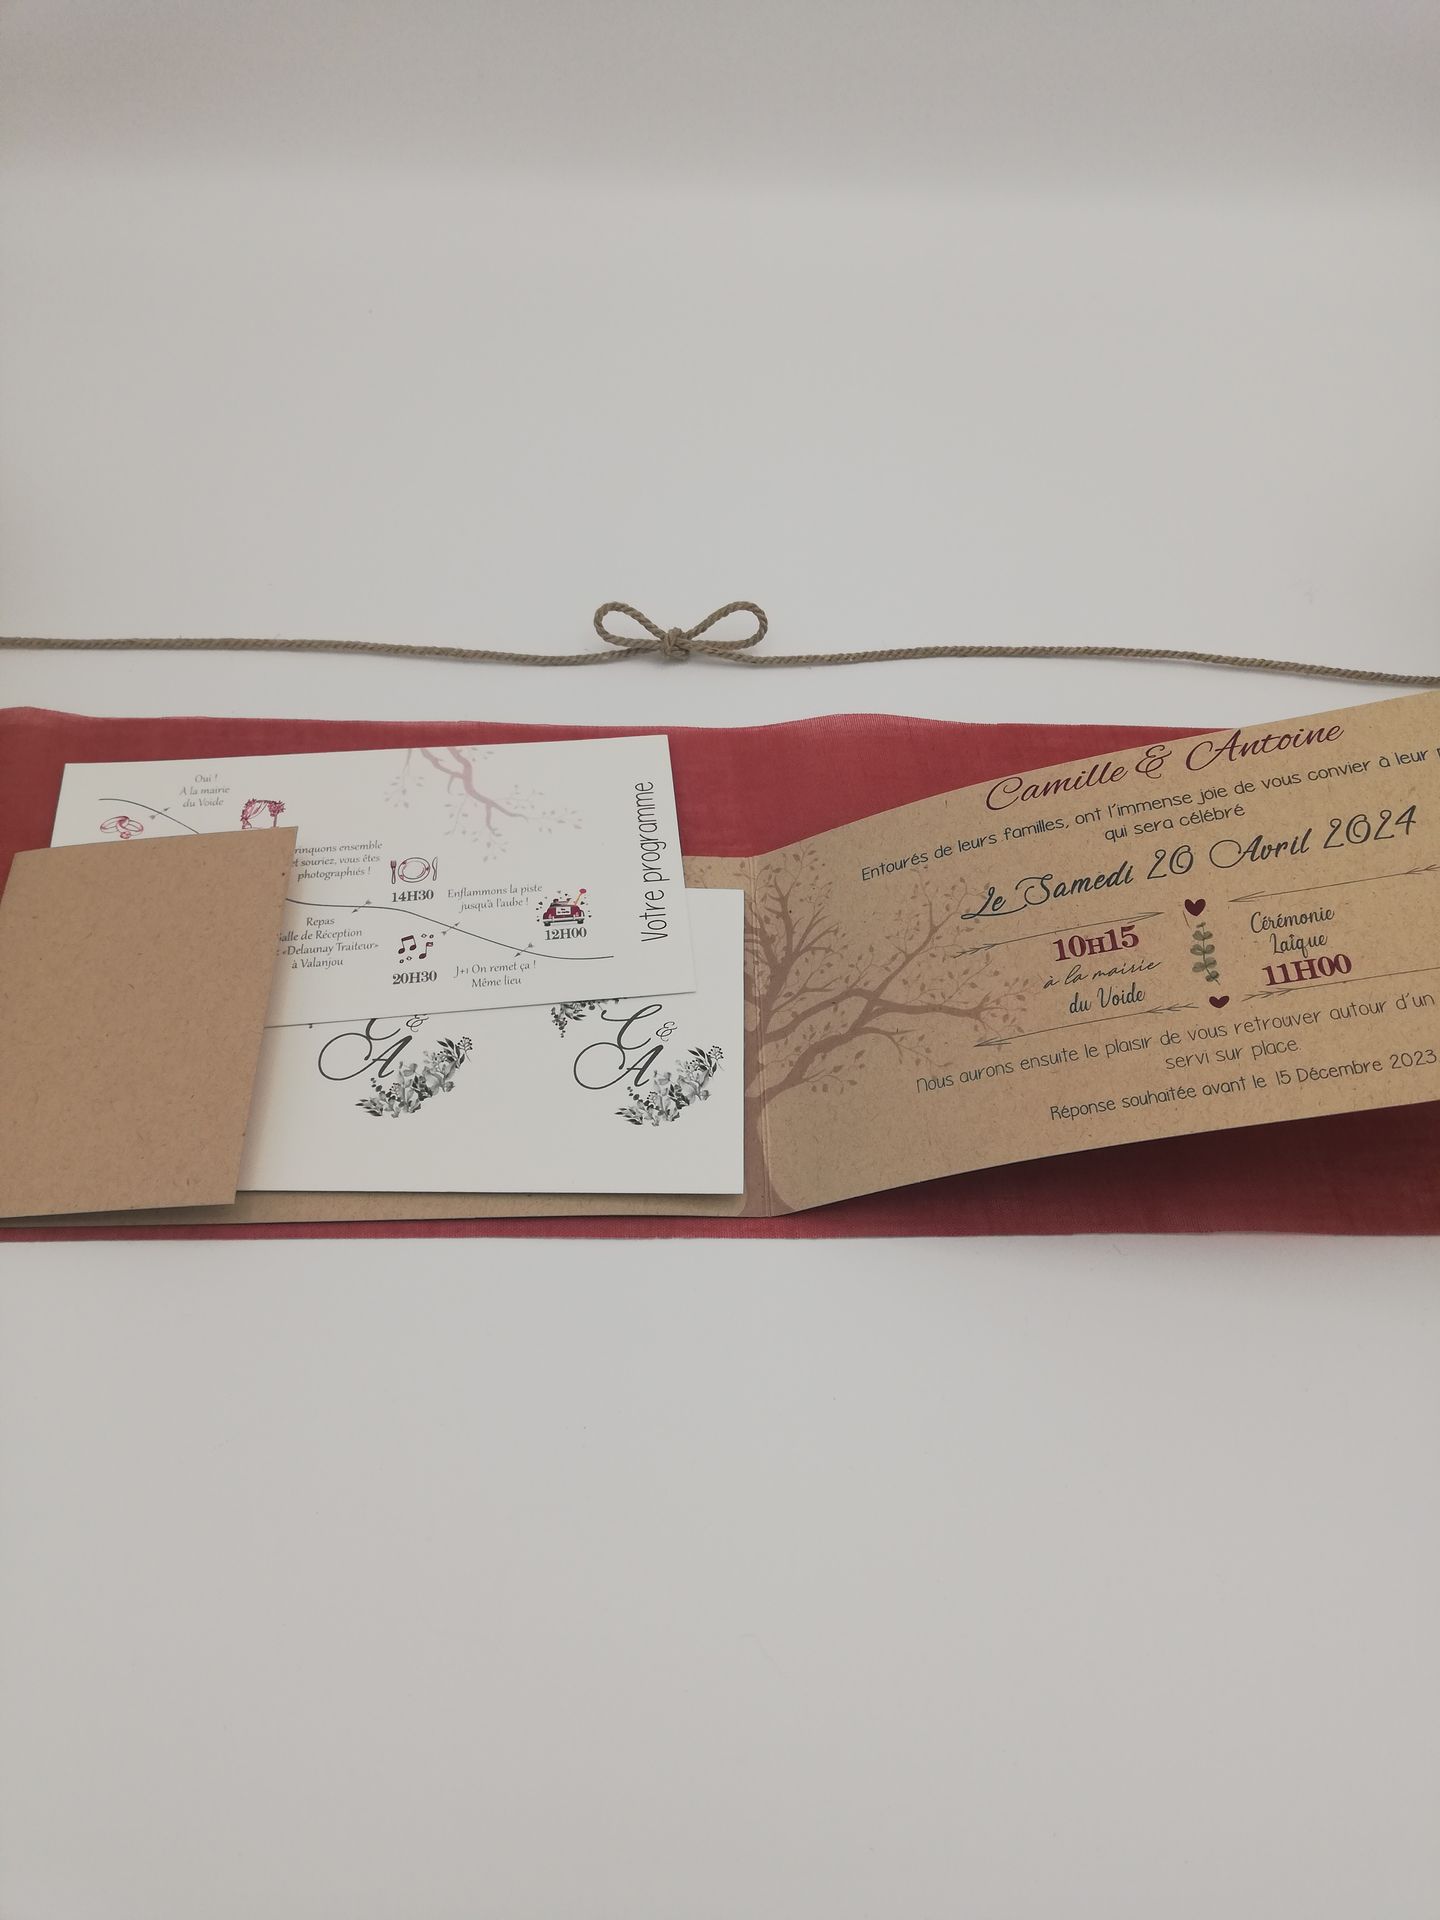 Oui !
A la mairie
du Voide
ensemble
et souriez, vous êtes
photographiés !
14H30
Repas
de Réception
«Delaunay Traiteur»
à Valanjou
Enflammons la piste
jusqu'à l'aube !
12H00
20H30
J+1 On remet ça !
Même lieu
Votre programme
C
&
A
C
&
A
Camille & Antoine
Entourés de leurs familles, ont l'immense joie de vous convier à leur
qui sera célébré
Le Samedi 20 Avril 2024
10H15
à la mairie
du Voide
Cérémonie
Laïque
11H00
Nous aurons ensuite le plaisir de vous retrouver autour d'un
servi sur place.
Réponse souhaitée avant le 15 Décembre 2023